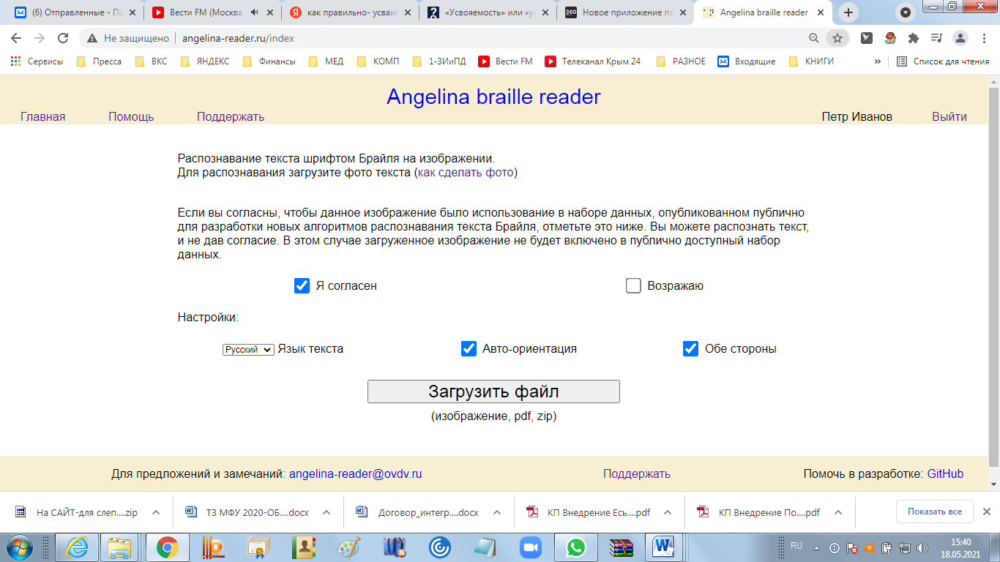 (6) Отправленные - По
Вести FM (Москва
как правильно- усваив
«Усвояемость» или «у
360
Новое приложение пе
Angelina braille reader
Не защищено
angelina-reader.ru/index
Сервисы
Пресса
ВКС
ЯНДЕКС
Финансы
МЕД
КОМП
1-ЗИиПД
Вести FM
Телеканал Крым 24
РАЗНОЕ
Входящие
КНИГИ
»
Список для чтения
Angelina braille reader
Главная
Помощь
Поддержать
Петр Иванов
Выйти
Распознавание текста шрифтом Брайля на изображении.
Для распознавания загрузите фото текста (как сделать фото)
Если вы согласны, чтобы данное изображение было использование в наборе данных, опубликованном публично
для разработки новых алгоритмов распознавания текста Брайля, отметьте это ниже. Вы можете распознать текст,
и не дав согласие. В этом случае загруженное изображение не будет включено в публично доступный набор
данных.
Я согласен
Возражаю
Настройки:
Русский
Язык текста
Авто-ориентация
Обе стороны
Загрузить файл
(изображение, pdf, zip)
Для предложений и замечаний: angelina-reader@ovdv.ru
Поддержать
Помочь в разработке: GitHub
На САЙТ-для слеп....zip
ТЗ МФУ 2020-ОБ....docx
Договор_интегр....docx
КП Внедрение Есь....pdf
КП Внедрение По....pdf
Показать все
RU
15:40
18.05.2021